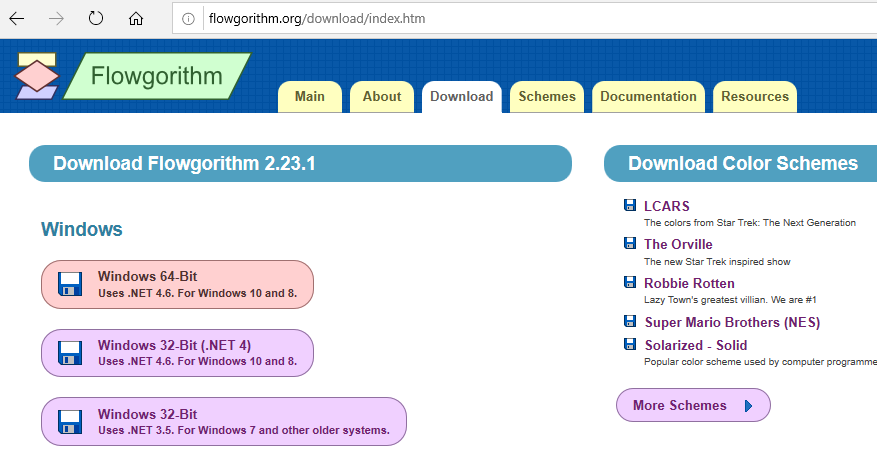 flowgorithm.org/download/index.htm
Flowgorithm
Main
About
Download
Schemes
Documentation
Resources
Download Flowgorithm 2.23.1
Windows
Windows 64-Bit
Uses .NET 4.6. For Windows 10 and 8.
Windows 32-Bit (.NET 4)
Uses .NET 4.6. For Windows 10 and 8.
Windows 32-Bit
Uses .NET 3.5. For Windows 7 and other older systems.
Download Color Schemes
LCARS
The colors from Star Trek: The Next Generation
The Orville
The new Star Trek inspired show
Robbie Rotten
Lazy Town's greatest villian. We are #1
Super Mario Brothers (NES)
Solarized - Solid
Popular color scheme used by computer programme
More Schemes